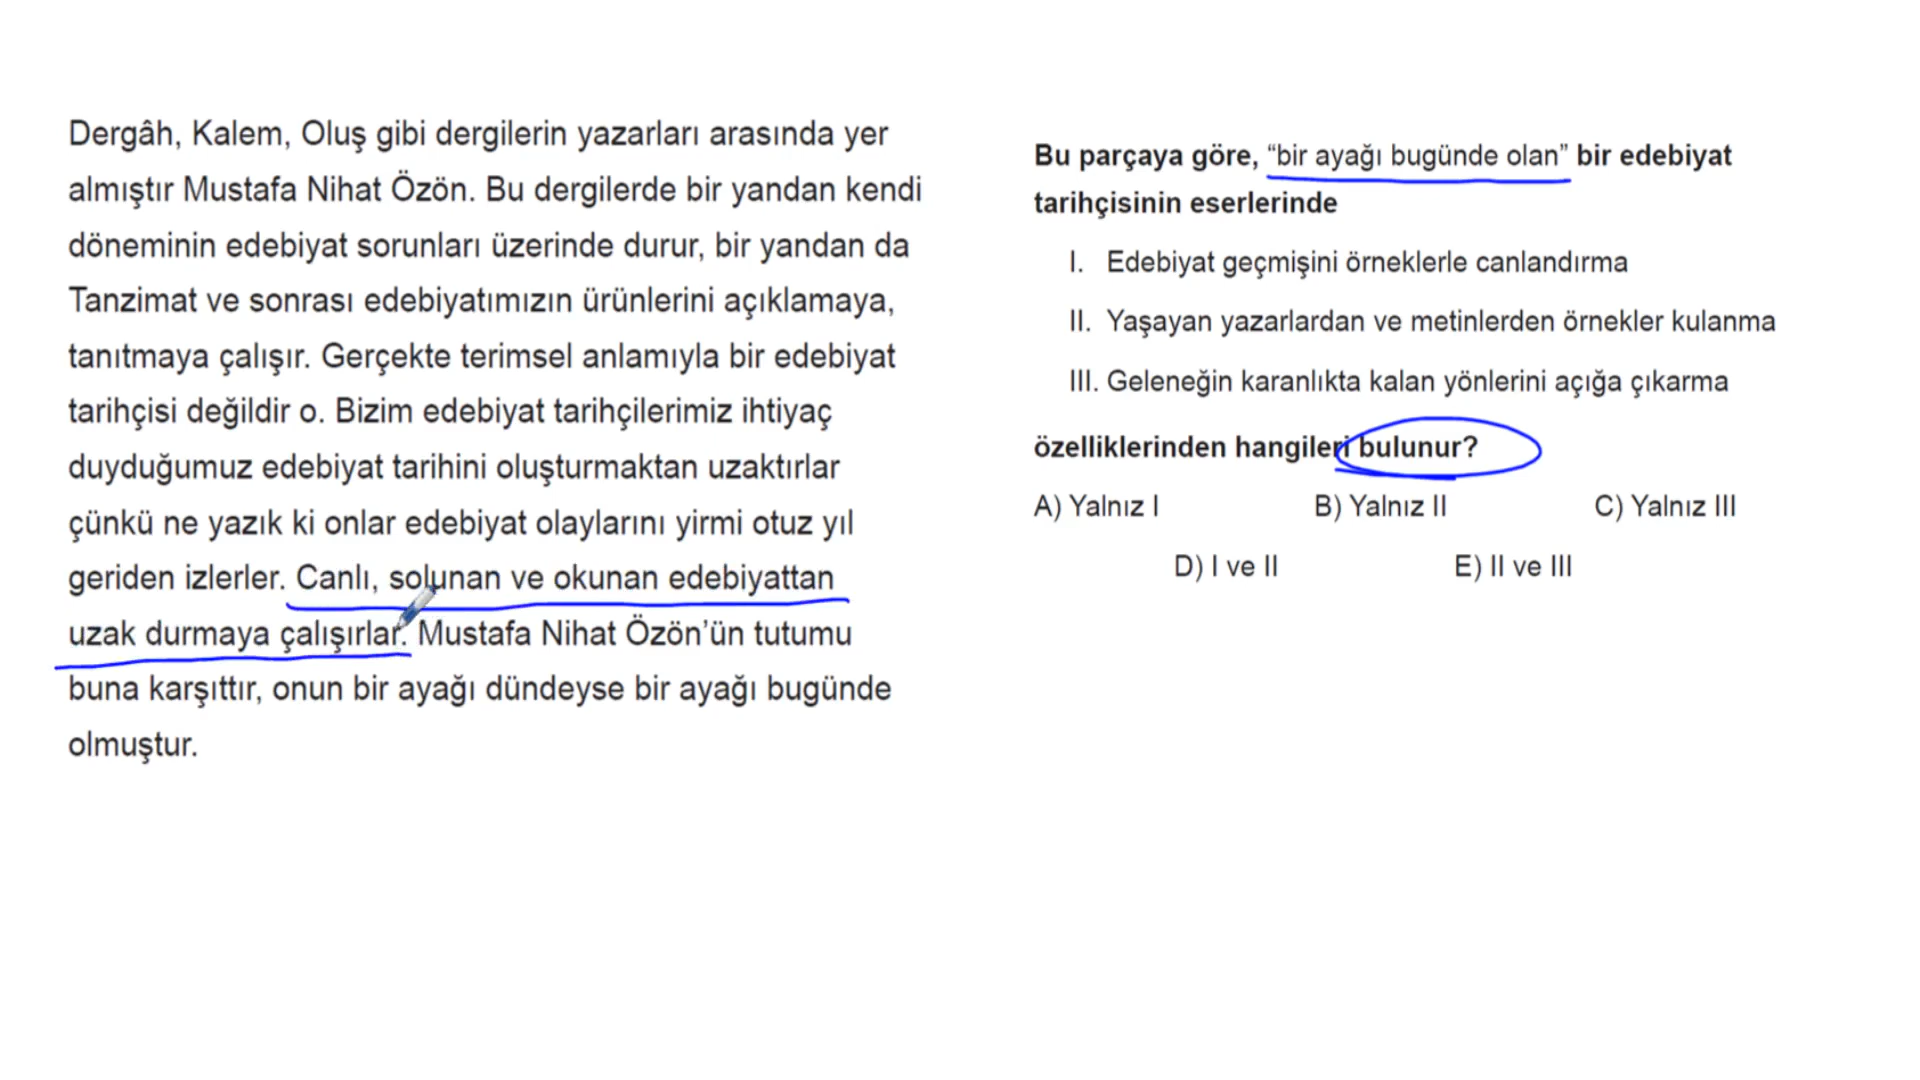 Dergâh, Kalem, Oluş gibi dergilerin yazarları arasında yer
almıştır Mustafa Nihat Özön. Bu dergilerde bir yandan kendi
döneminin edebiyat sorunları üzerinde durur, bir yandan da
Tanzimat ve sonrası edebiyatımızın ürünlerini açıklamaya,
tanıtmaya çalışır. Gerçekte terimsel anlamıyla bir edebiyat
tarihçisi değildir o. Bizim edebiyat tarihçilerimiz ihtiyaç
duyduğumuz edebiyat tarihini oluşturmaktan uzaktırlar
çünkü ne yazık ki onlar edebiyat olaylarını yirmi otuz yıl
geriden izlerler. Canlı, solunan ve okunan edebiyattan
uzak durmaya çalışırlar. Mustafa Nihat Özön’ün tutumu
buna karşıttır, onun bir ayağı dündeyse bir ayağı bugünde
olmuştur.
Bu parçaya göre, “bir ayağı bugünde olan” bir edebiyat
tarihçisinin eserlerinde
I. Edebiyat geçmişini örneklerle canlandırma
II. Yaşayan yazarlardan ve metinlerden örnekler kulanma
III. Geleneğin karanlıkta kalan yönlerini açığa çıkarma
özelliklerinden hangileri bulunur?
A) Yalnız I B) Yalnız II C) Yalnız III
D) I ve II E) II ve III